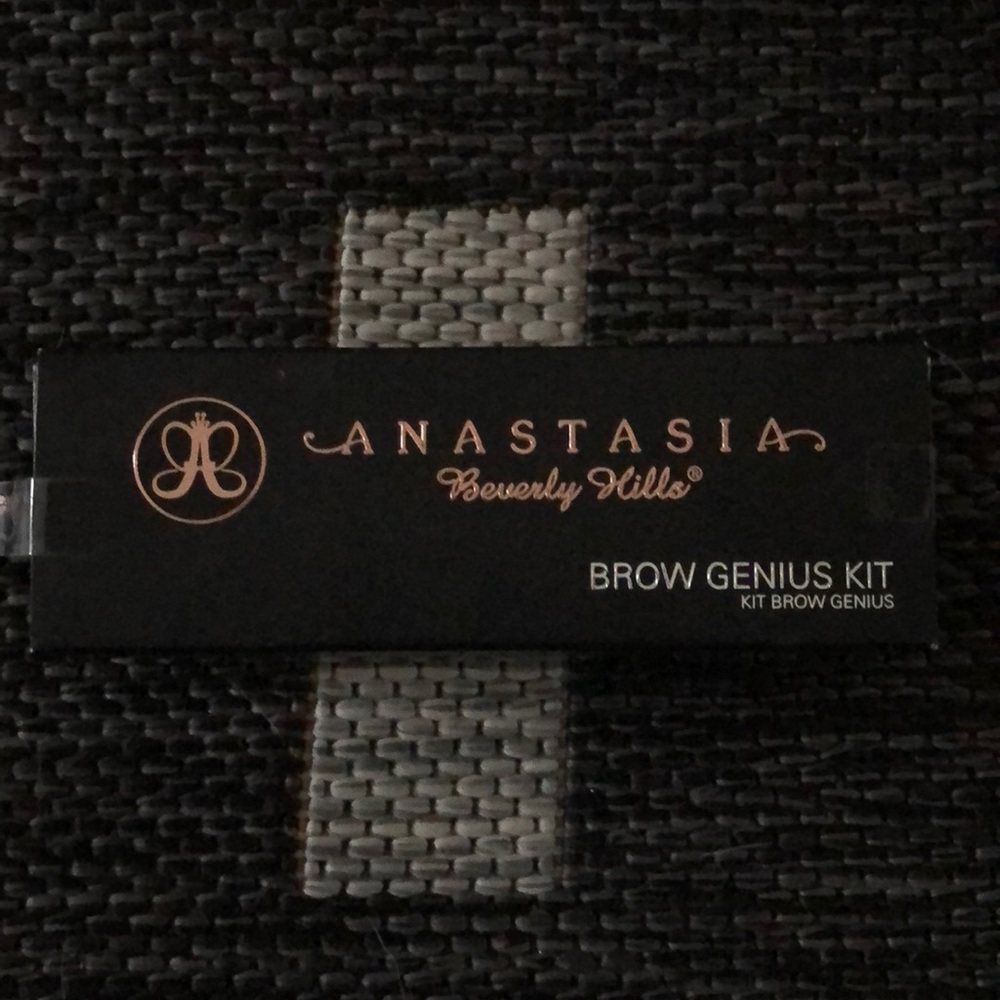 ANASTASIA
Beverly Hills®
BROW GENIUS KIT
KIT BROW GENIUS